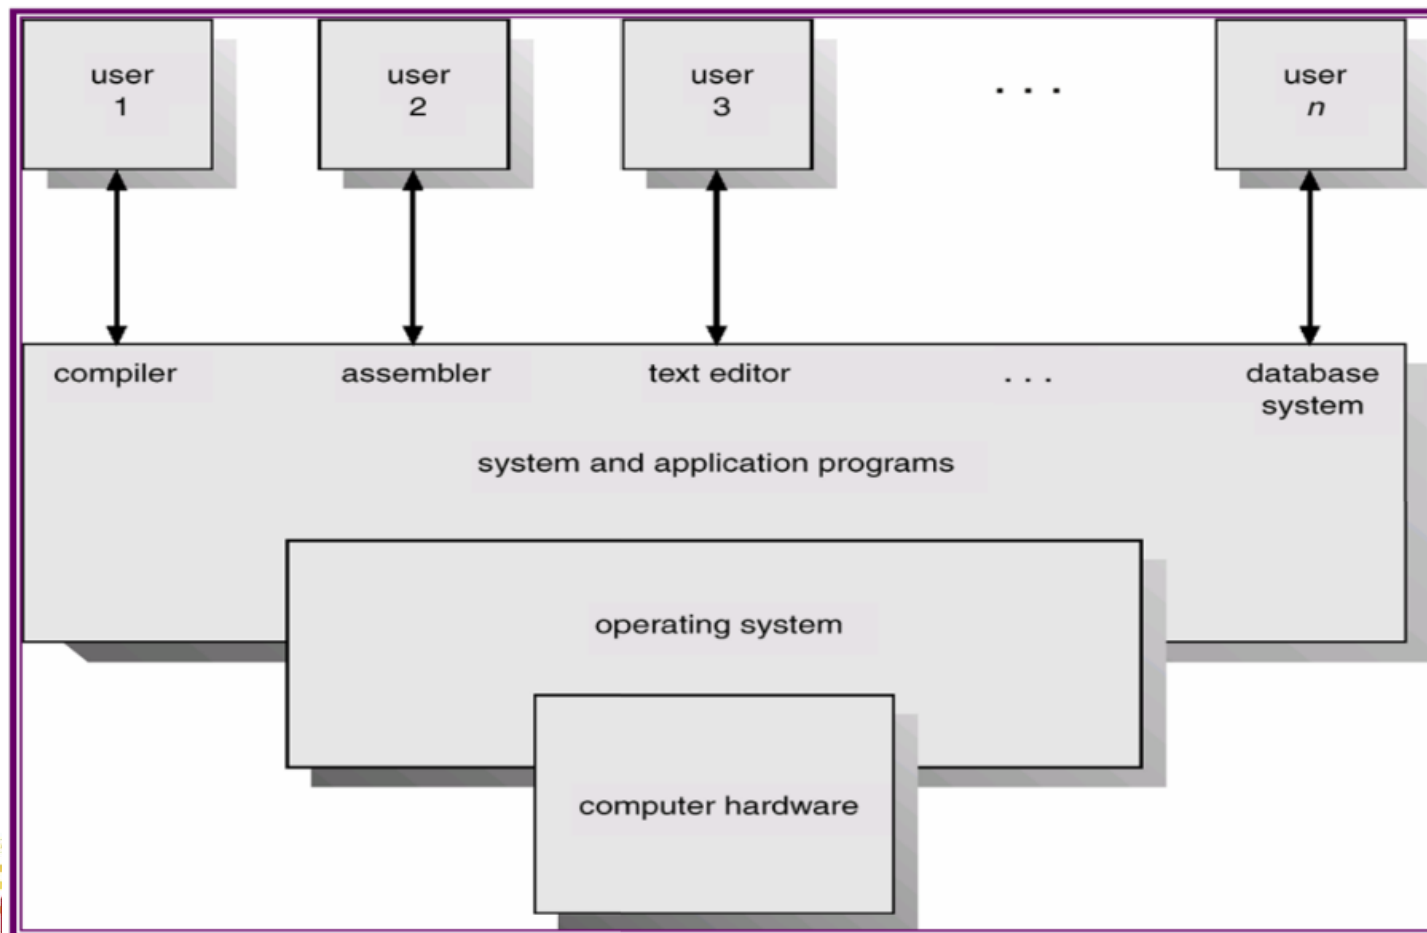 user
1
user
2
user
3
. . .
user
n
compiler
assembler
text editor
. . .
database
system
system and application programs
operating system
computer hardware